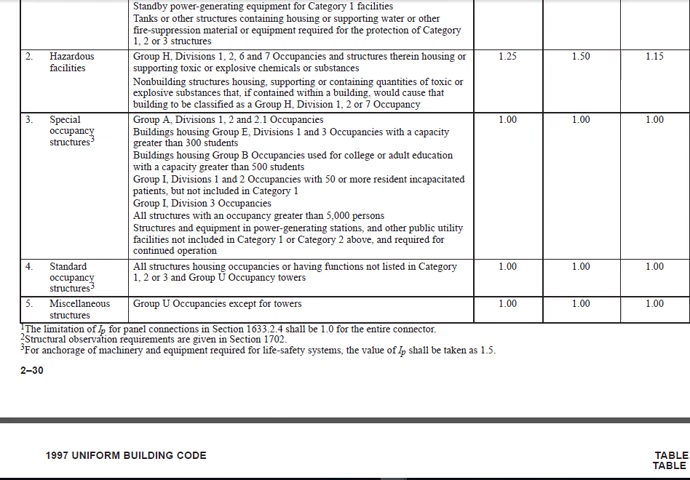 Standby power-generating equipment for Category 1 facilities
Tanks or other structures containing housing or supporting water or other
fire-suppression material or equipment required for the protection of Category
1, 2 or 3 structures
2. Hazardous facilities
Group H, Divisions 1, 2, 6 and 7 Occupancies and structures therein housing or
supporting toxic or explosive chemicals or substances
Nonbuilding structures housing, supporting or containing quantities of toxic or
explosive substances that, if contained within a building, would cause that
building to be classified as a Group H, Division 1, 2 or 7 Occupancy
1.25 1.50 1.15
3. Special
occupancy
structures3
Group A, Divisions 1, 2 and 2.1 Occupancies
Buildings housing Group E, Divisions 1 and 3 Occupancies with a capacity
greater than 300 students
Buildings housing Group B Occupancies used for college or adult education
with a capacity greater than 500 students
Group I, Divisions 1 and 2 Occupancies with 50 or more resident incapacitated
patients, but not included in Category 1
Group I, Division 3 Occupancies
All structures with an occupancy greater than 5,000 persons
Structures and equipment in power-generating stations, and other public utility
facilities not included in Category 1 or Category 2 above, and required for
continued operation
1.00 1.00 1.00
4. Standard
occupancy
structures3
All structures housing occupancies or having functions not listed in Category
1, 2 or 3 and Group U Occupancy towers
1.00 1.00 1.00
5. Miscellaneous
structures
Group U Occupancies except for towers
1.00 1.00 1.00
1The limitation of Ip for panel connections in Section 1633.2.4 shall be 1.0 for the entire connector.
2Structural observation requirements are given in Section 1702.
3For anchorage of machinery and equipment required for life-safety systems, the value of Ip shall be taken as 1.5.
2–30
1997 UNIFORM BUILDING CODE
TABLE
TABLE